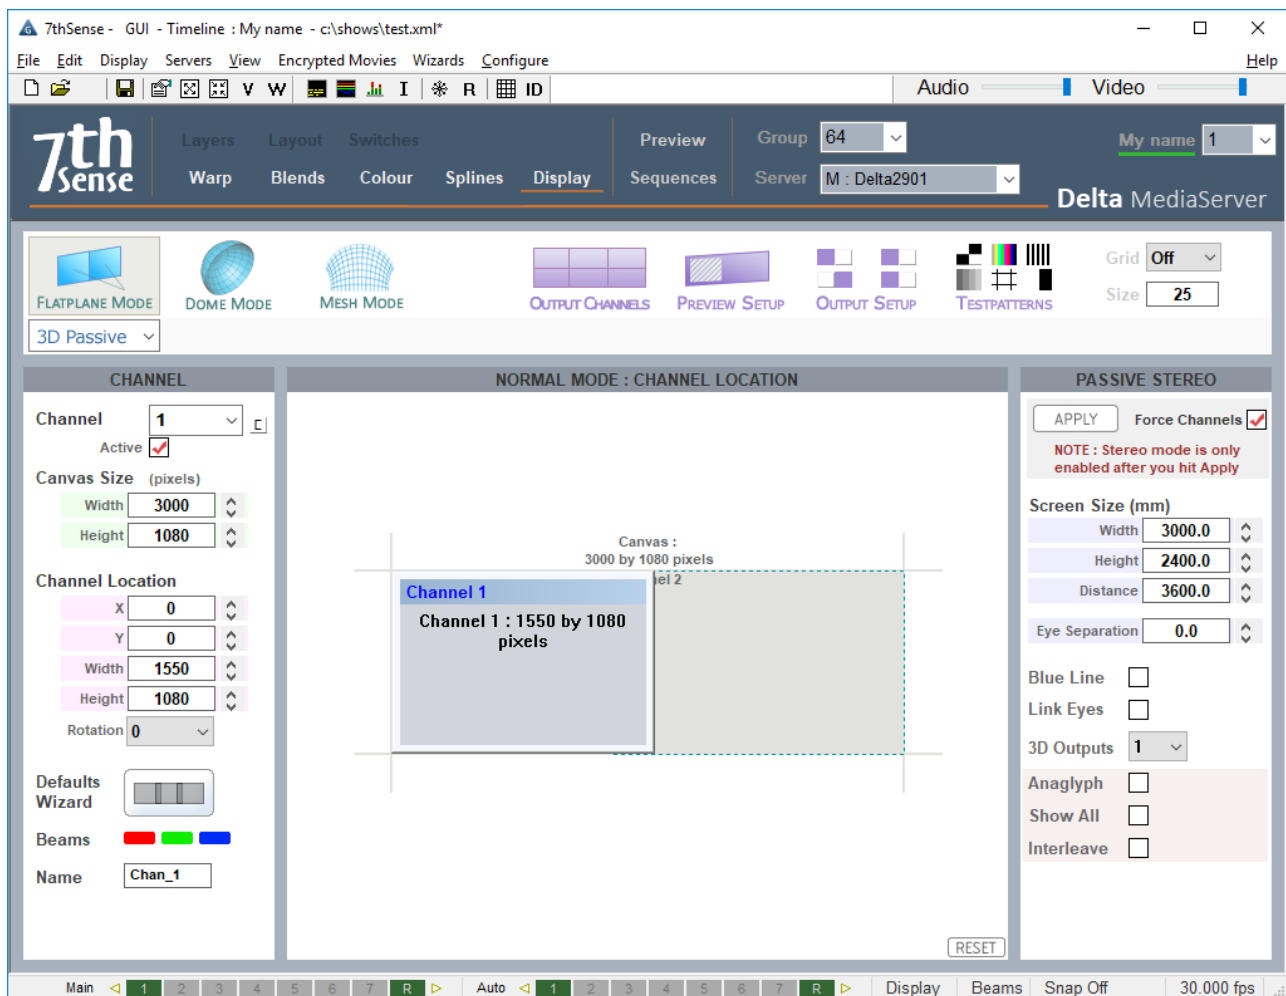 7thSense - GUI - Timeline : My name - c:\shows\test.xml*
File Edit Display Servers View Encrypted Movies Wizards Configure Help
V W I R ID Audio Video
7th Sense
Layers Layout Switches Preview Group 64 My name 1
Warp Blends Colour Splines Display Sequences Server M : Delta2901
Delta MediaServer
FLATPLANE MODE DOME MODE MESH MODE OUTPUT CHANNELS PREVIEW SETUP OUTPUT SETUP TESTPATTERNS
Grid Off
Size 25
3D Passive
CHANNEL
Channel 1
Active
Canvas Size (pixels)
Width 3000
Height 1080
Channel Location
X 0
Y 0
Width 1550
Height 1080
Rotation 0
Defaults
Wizard
Beams
Name Chan_1
NORMAL MODE : CHANNEL LOCATION
Canvas :
3000 by 1080 pixels
nel 2
Channel 1
Channel 1 : 1550 by 1080
pixels
RESET
PASSIVE STEREO
APPLY Force Channels
NOTE : Stereo mode is only
enabled after you hit Apply
Screen Size (mm)
Width 3000.0
Height 2400.0
Distance 3600.0
Eye Separation 0.0
Blue Line
Link Eyes
3D Outputs 1
Anaglyph
Show All
Interleave
Main 1 2 3 4 5 6 7 R Auto 1 2 3 4 5 6 7 R Display Beams Snap Off 30.000 fps